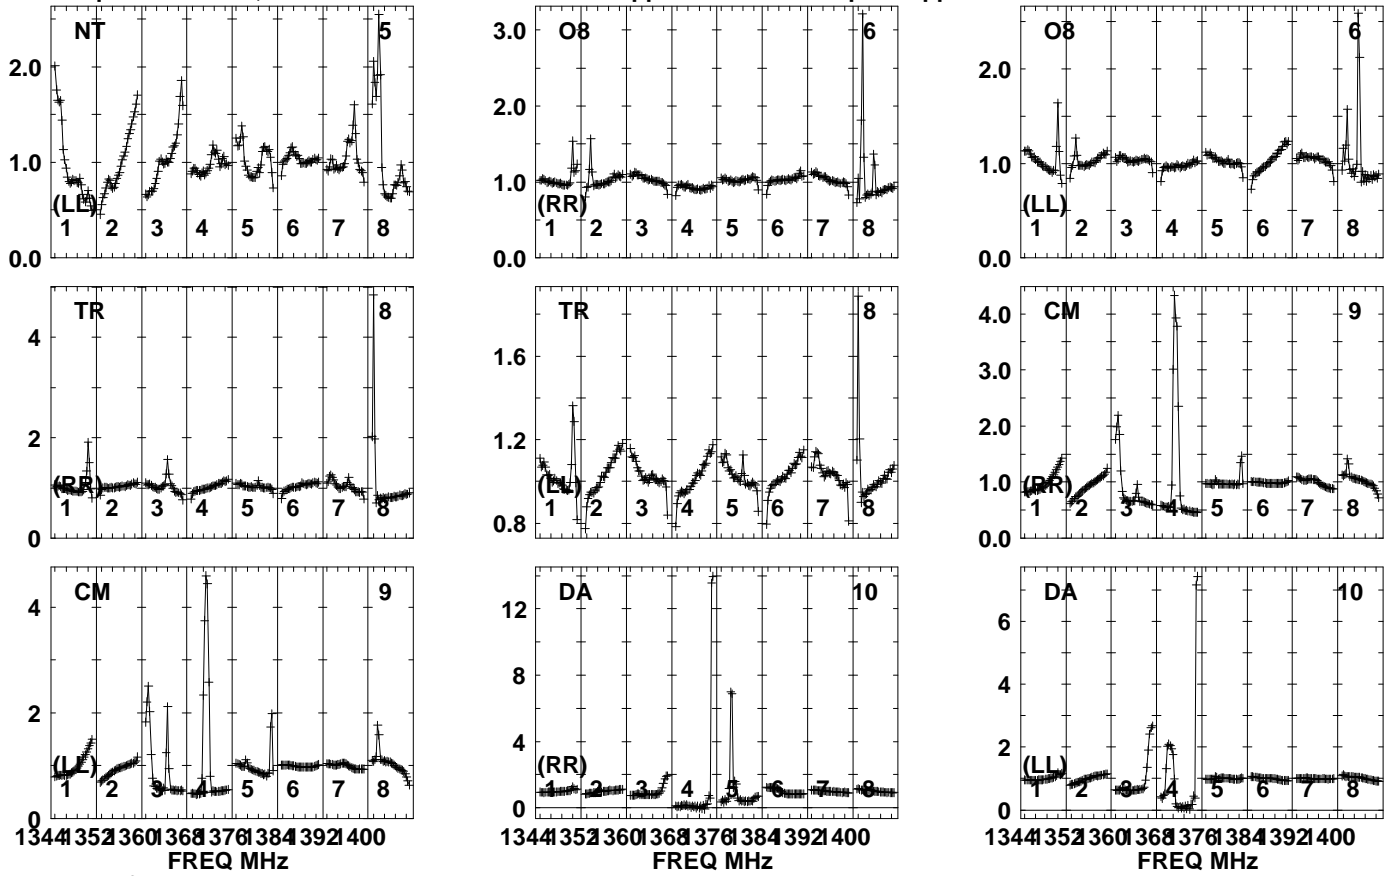 NT 5 O8 6 O8 6
3.0
2.0 2.0 2.0
1.0 1.0 1.0
(LL) (RR) (LL)
1 2 3 4 5 6 7 8 1 2 3 4 5 6 7 8 1 2 3 4 5 6 7 8
0.0 0.0 0.0
TR 8 TR 8 CM 9
4 1.6 4.0
3.0
2 1.2 2.0
(RR) (LL) 1.0 (RR)
1 2 3 4 5 6 7 8 1 2 3 4 5 6 7 8 1 2 3 4 5 6 7 8
0 0.8 0.0
CM 9 DA 10 DA 10
4 12 6
8 4
2 4 2
(LL) (RR) (LL)
1 2 3 4 5 6 7 8 1 2 3 4 5 6 7 8 1 2 3 4 5 6 7 8
0 0 0
1344 1352 1360 1368 1376 1384 1392 1400 1344 1352 1360 1368 1376 1384 1392 1400 1344 1352 1360 1368 1376 1384 1392 1400
FREQ MHz FREQ MHz FREQ MHz